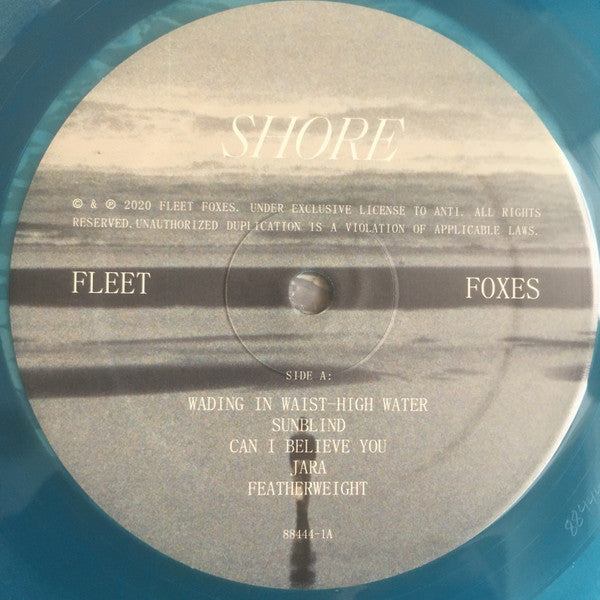 SHORE
© & ℗ 2020 FLEET FOXES. UNDER EXCLUSIVE LICENSE TO ANTI. ALL RIGHTS
RESERVED. UNAUTHORIZED DUPLICATION IS A VIOLATION OF APPLICABLE LAWS.
FLEET FOXES
SIDE A:
WADING IN WAIST-HIGH WATER
SUNBLIND
CAN I BELIEVE YOU
JARA
FEATHERWEIGHT
88444-1A